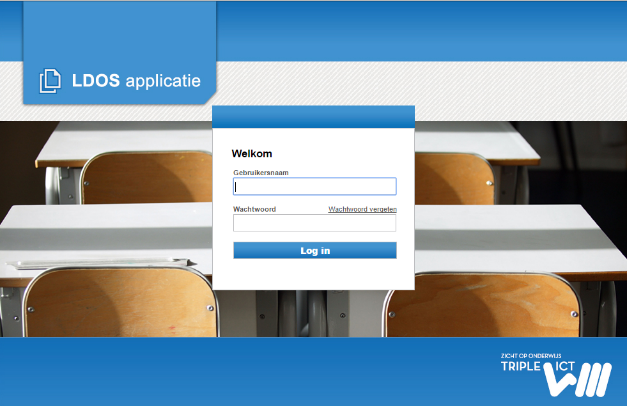 LDOS applicatie
Welkom
Gebruikersnaam
Wachtwoord Wachtwoord vergeten
Log in
ZICHT OP ONDERWIJS
TRIPLE ICT